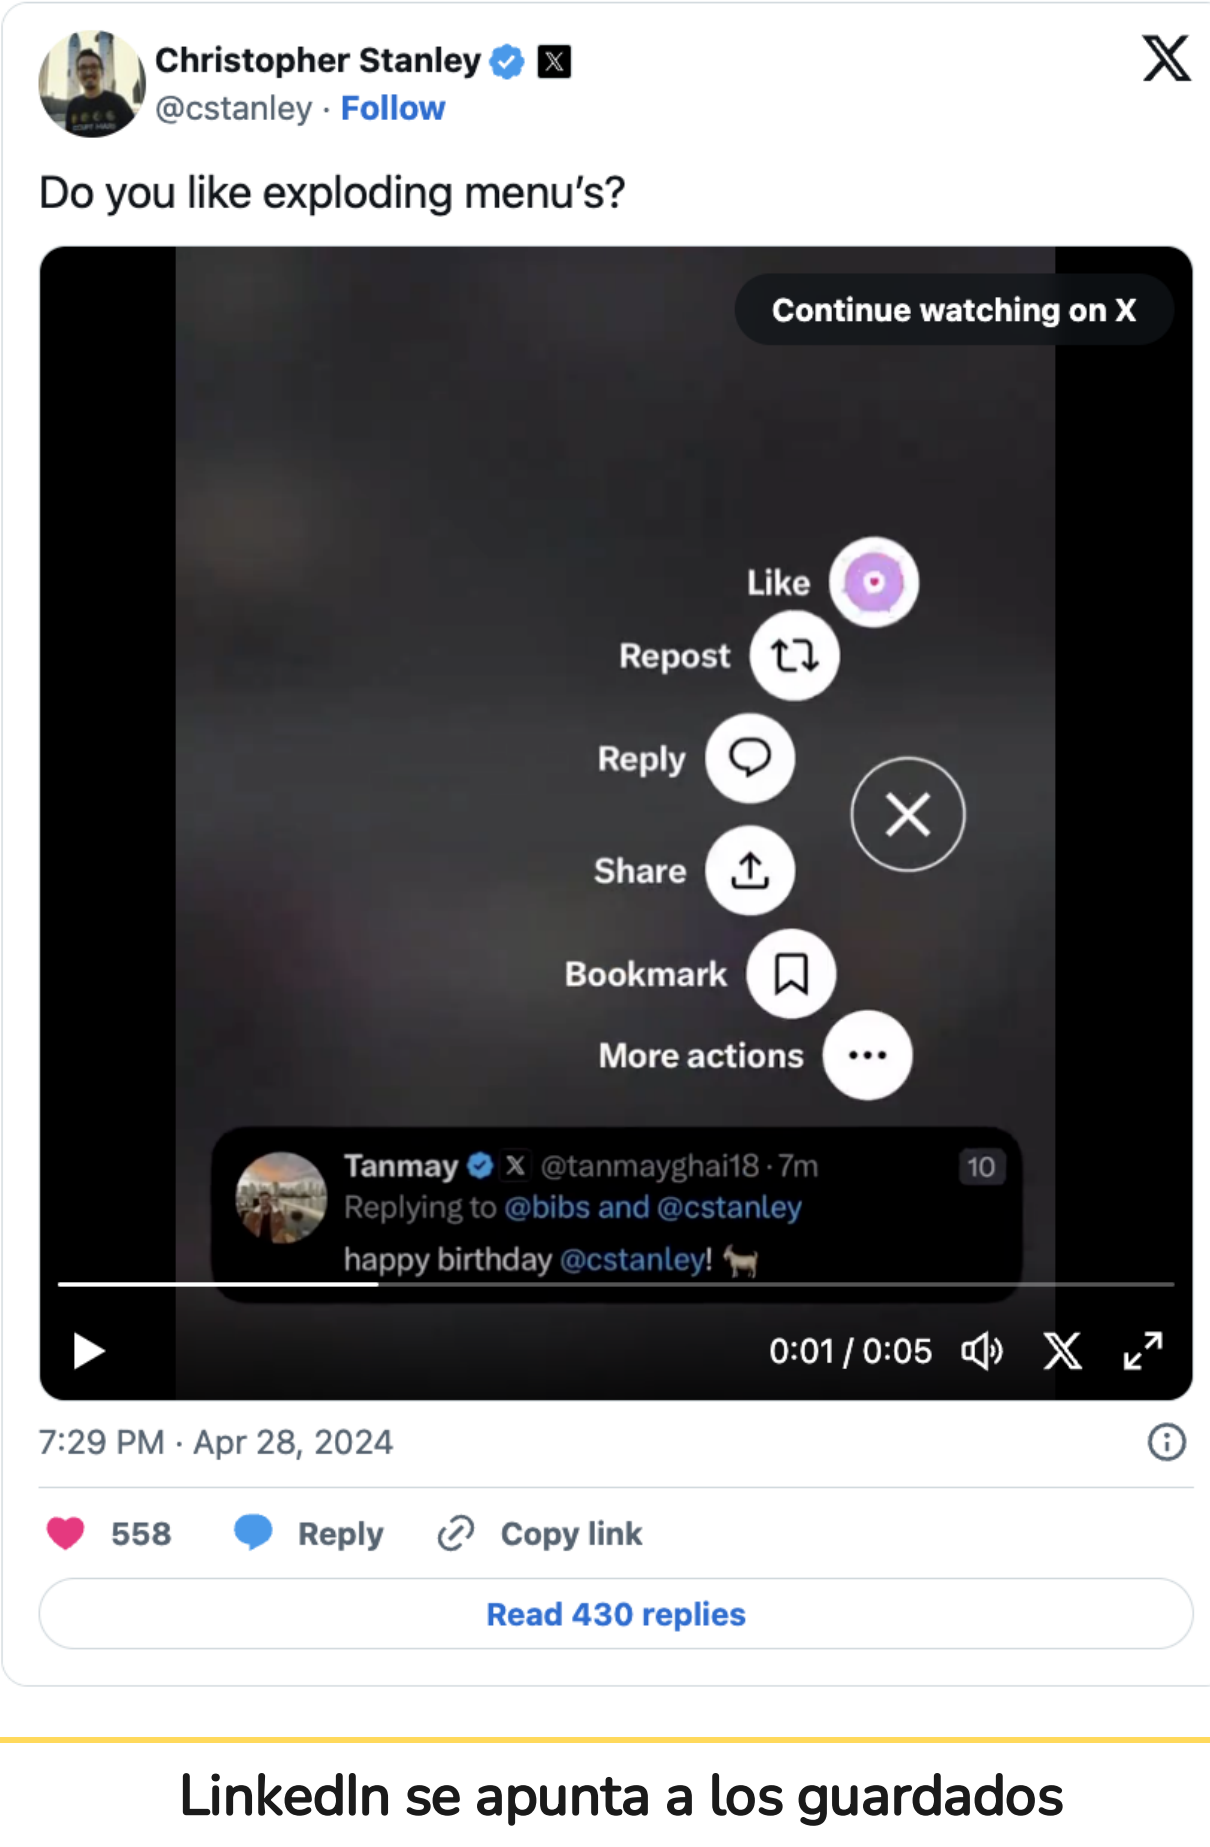 Christopher Stanley
@cstanley · Follow
Do you like exploding menu's?
Continue watching on X
Like
Repost
Reply
Share
Bookmark
More actions
Tanmay @tanmayghai18 · 7m
10
Replying to @bibs and @cstanley
happy birthday @cstanley! 🐐
0:01 / 0:05
7:29 PM · Apr 28, 2024
558 Reply Copy link
Read 430 replies
LinkedIn se apunta a los guardados